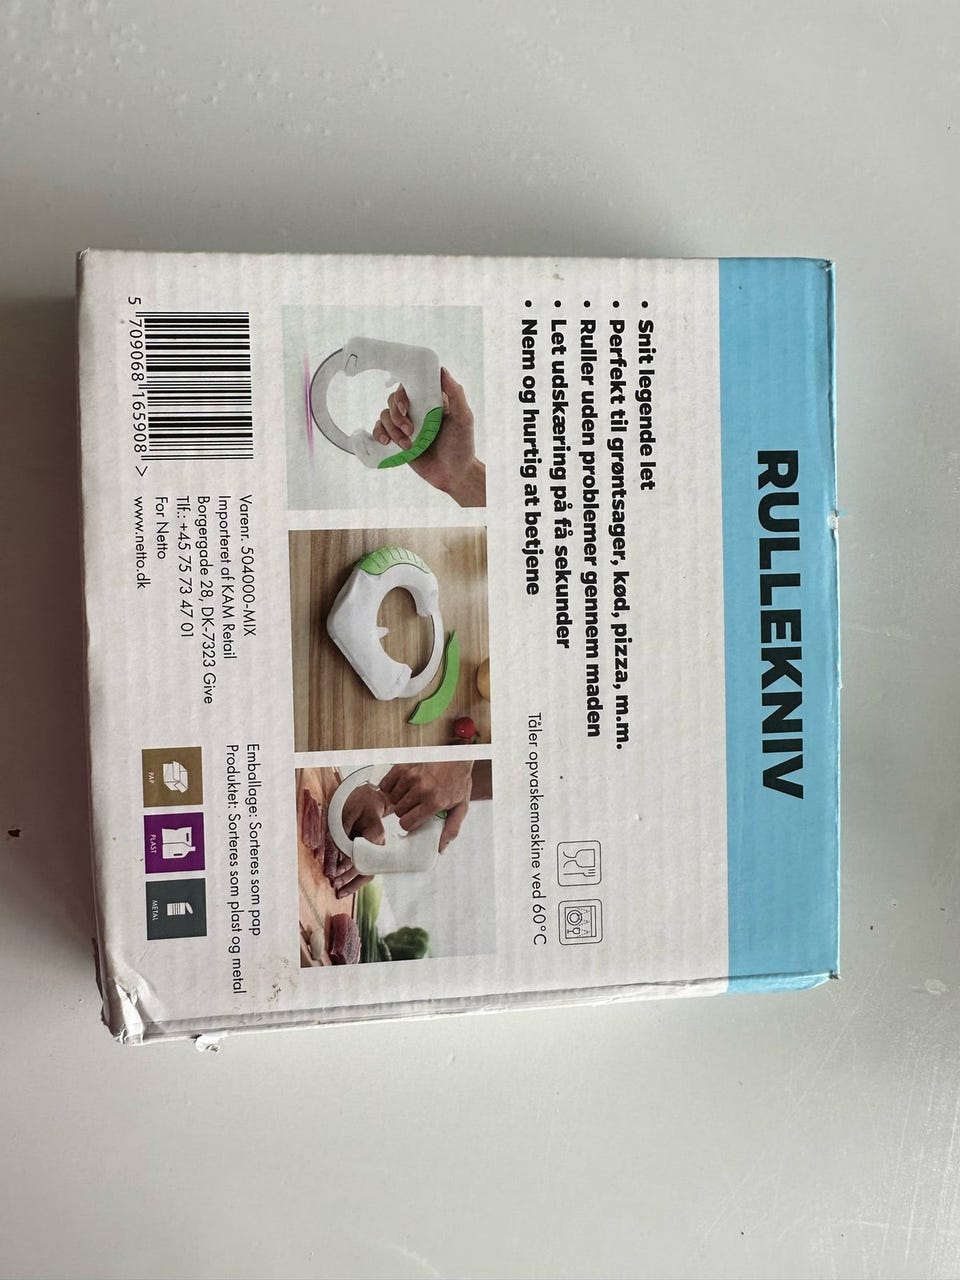 RULLEKNIV
• Snit legende let
• Perfekt til grøntsager, kød, pizza, m.m.
• Ruller uden problemer gennem maden
• Let udskæring på få sekunder
• Nem og hurtig at betjene
Tåler opvaskemaskine ved 60°C
5 709068 165908 >
Varenr. 504000-MIX
Importeret af KAM Retail
Borgergade 28, DK-7323 Give
Tlf.: +45 75 73 47 01
For Netto
www.netto.dk
Emballage: Sorteres som pap
Produktet: Sorteres som plast og metal
PAP
PLAST
METAL